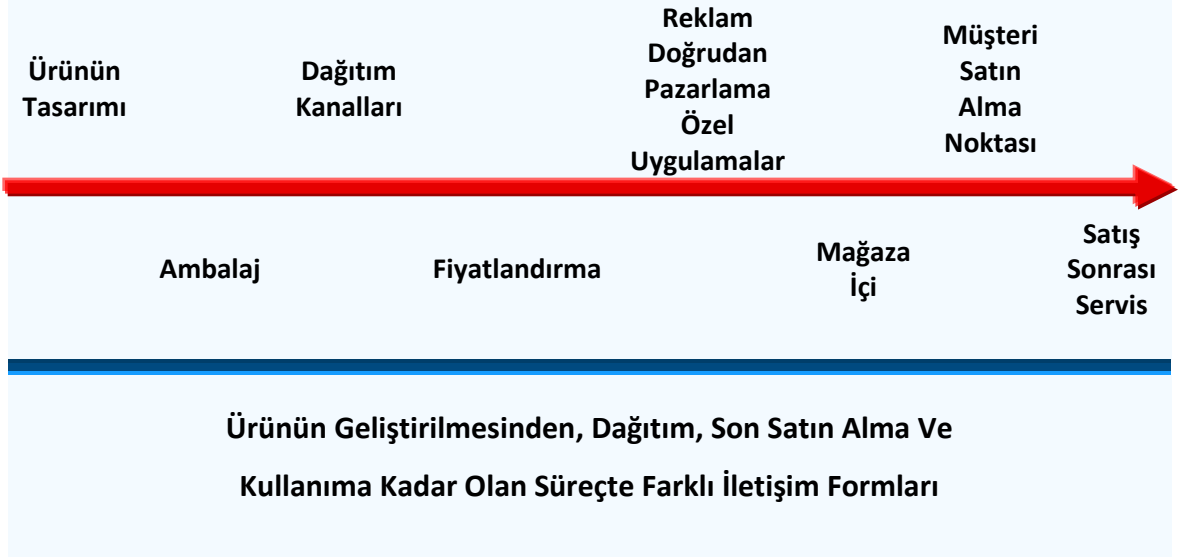 Ürünün
Tasarımı
Dağıtım
Kanalları
Reklam
Doğrudan
Pazarlama
Özel
Uygulamalar
Müşteri
Satın
Alma
Noktası
Ambalaj
Fiyatlandırma
Mağaza
İçi
Satış
Sonrası
Servis
Ürünün Geliştirilmesinden, Dağıtım, Son Satın Alma Ve
Kullanıma Kadar Olan Süreçte Farklı İletişim Formları